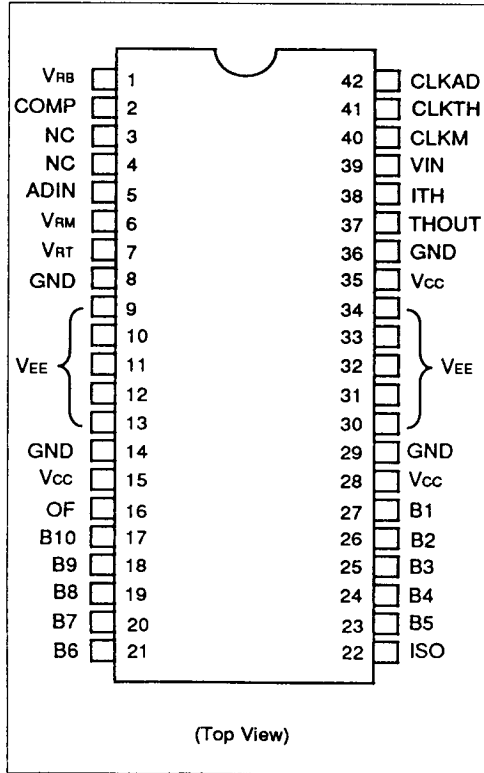 VRB 1 42 CLKAD
COMP 2 41 CLKTH
NC 3 40 CLKM
NC 4 39 VIN
ADIN 5 38 ITH
VRM 6 37 THOUT
VRT 7 36 GND
GND 8 35 VCC
9 34
10 33
VEE 11 32 VEE
12 31
13 30
GND 14 29 GND
VCC 15 28 VCC
OF 16 27 B1
B10 17 26 B2
B9 18 25 B3
B8 19 24 B4
B7 20 23 B5
B6 21 22 ISO
(Top View)